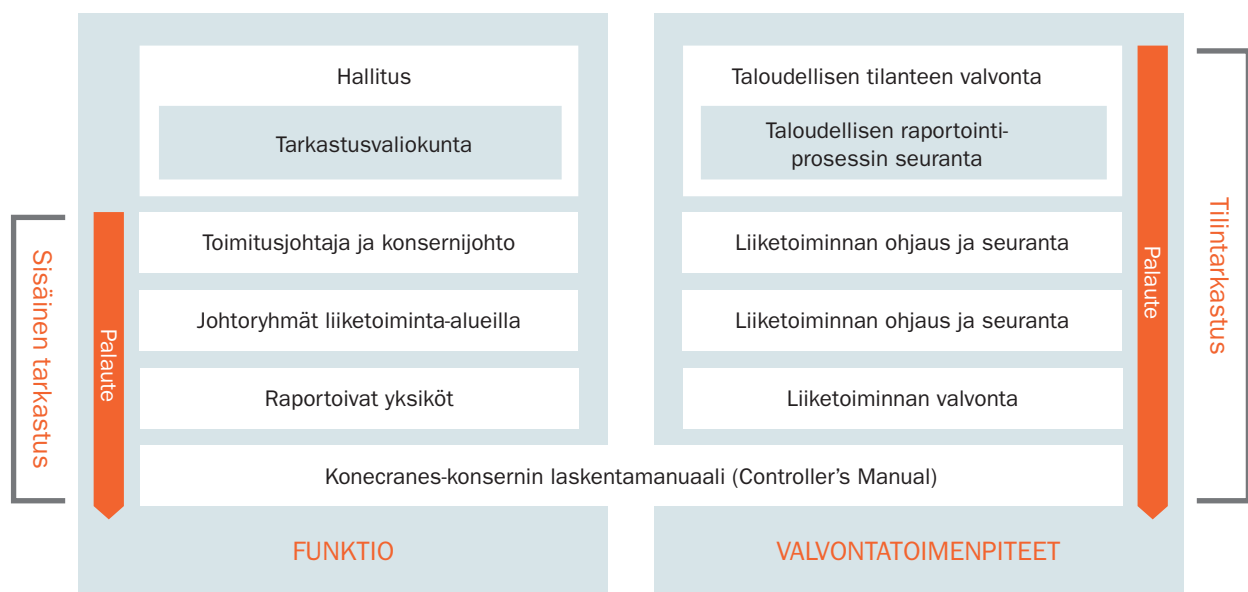 Hallitus
Tarkastusvaliokunta
Toimitusjohtaja ja konsernijohto
Johtoryhmät liiketoiminta-alueilla
Raportoivat yksiköt
Taloudellisen tilanteen valvonta
Taloudellisen raportointi-
prosessin seuranta
Liiketoiminnan ohjaus ja seuranta
Liiketoiminnan ohjaus ja seuranta
Liiketoiminnan valvonta
Konecranes-konsernin laskentamanuaali (Controller's Manual)
FUNKTIO
VALVONTATOIMENPITEET
Sisäinen tarkastus
Palaute
Palaute
Tilintarkastus